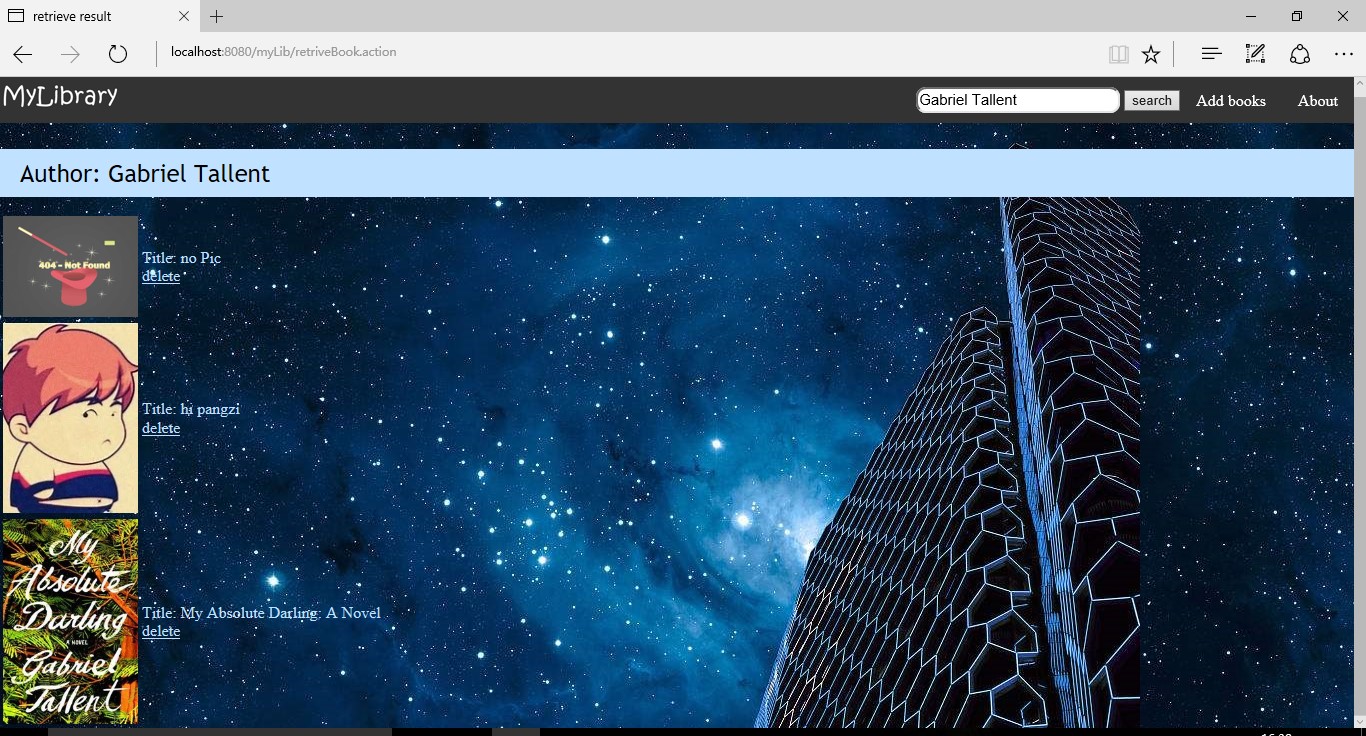 retrieve result
localhost:8080/myLib/retriveBook.action
MyLibrary
Gabriel Tallent
search
Add books
About
Author: Gabriel Tallent
404 - Not Found
Title: no Pic
delete
Title: hi pangzi
delete
My
Absolute
Darling
A NOVEL
Gabriel
Tallent
Title: My Absolute Darling: A Novel
delete